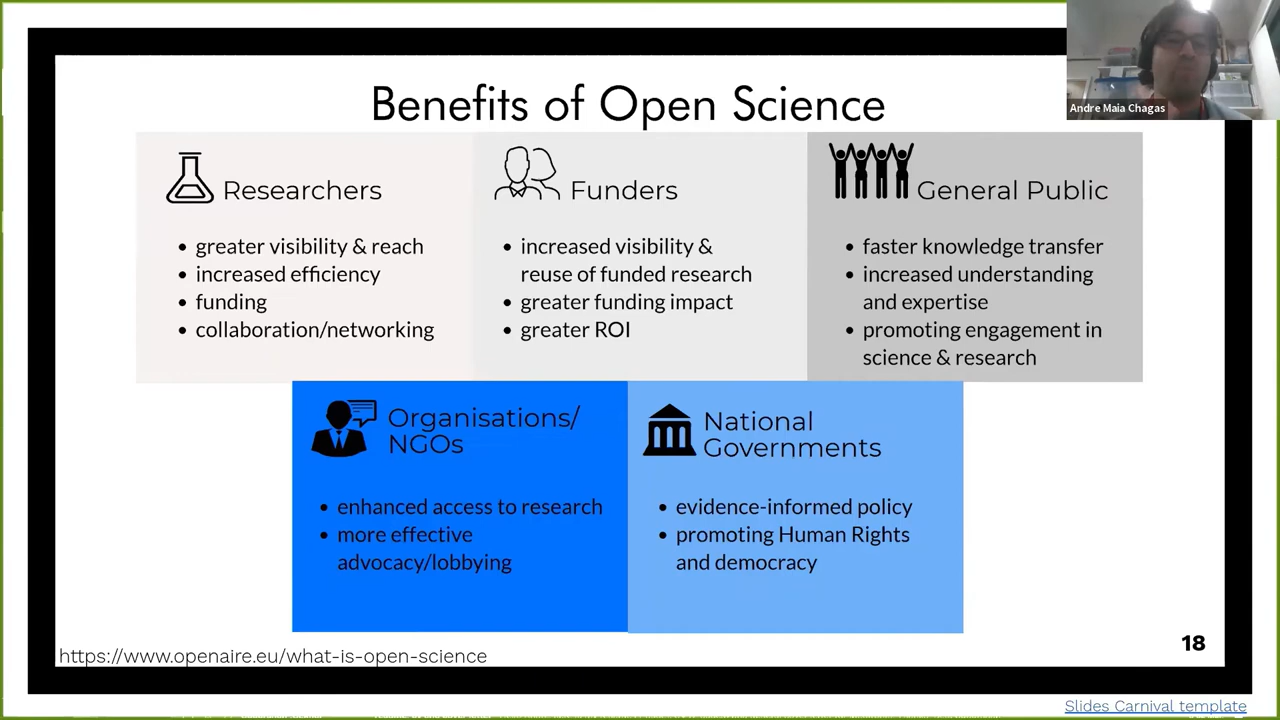 Benefits of Open Science
Andre Maia Chagas
Researchers
• greater visibility & reach
• increased efficiency
• funding
• collaboration/networking
Funders
• increased visibility &
reuse of funded research
• greater funding impact
• greater ROI
General Public
• faster knowledge transfer
• increased understanding
and expertise
• promoting engagement in
science & research
Organisations/
NGOs
• enhanced access to research
• more effective
advocacy/lobbying
National
Governments
• evidence-informed policy
• promoting Human Rights
and democracy
18
https://www.openaire.eu/what-is-open-science
Slides Carnival template